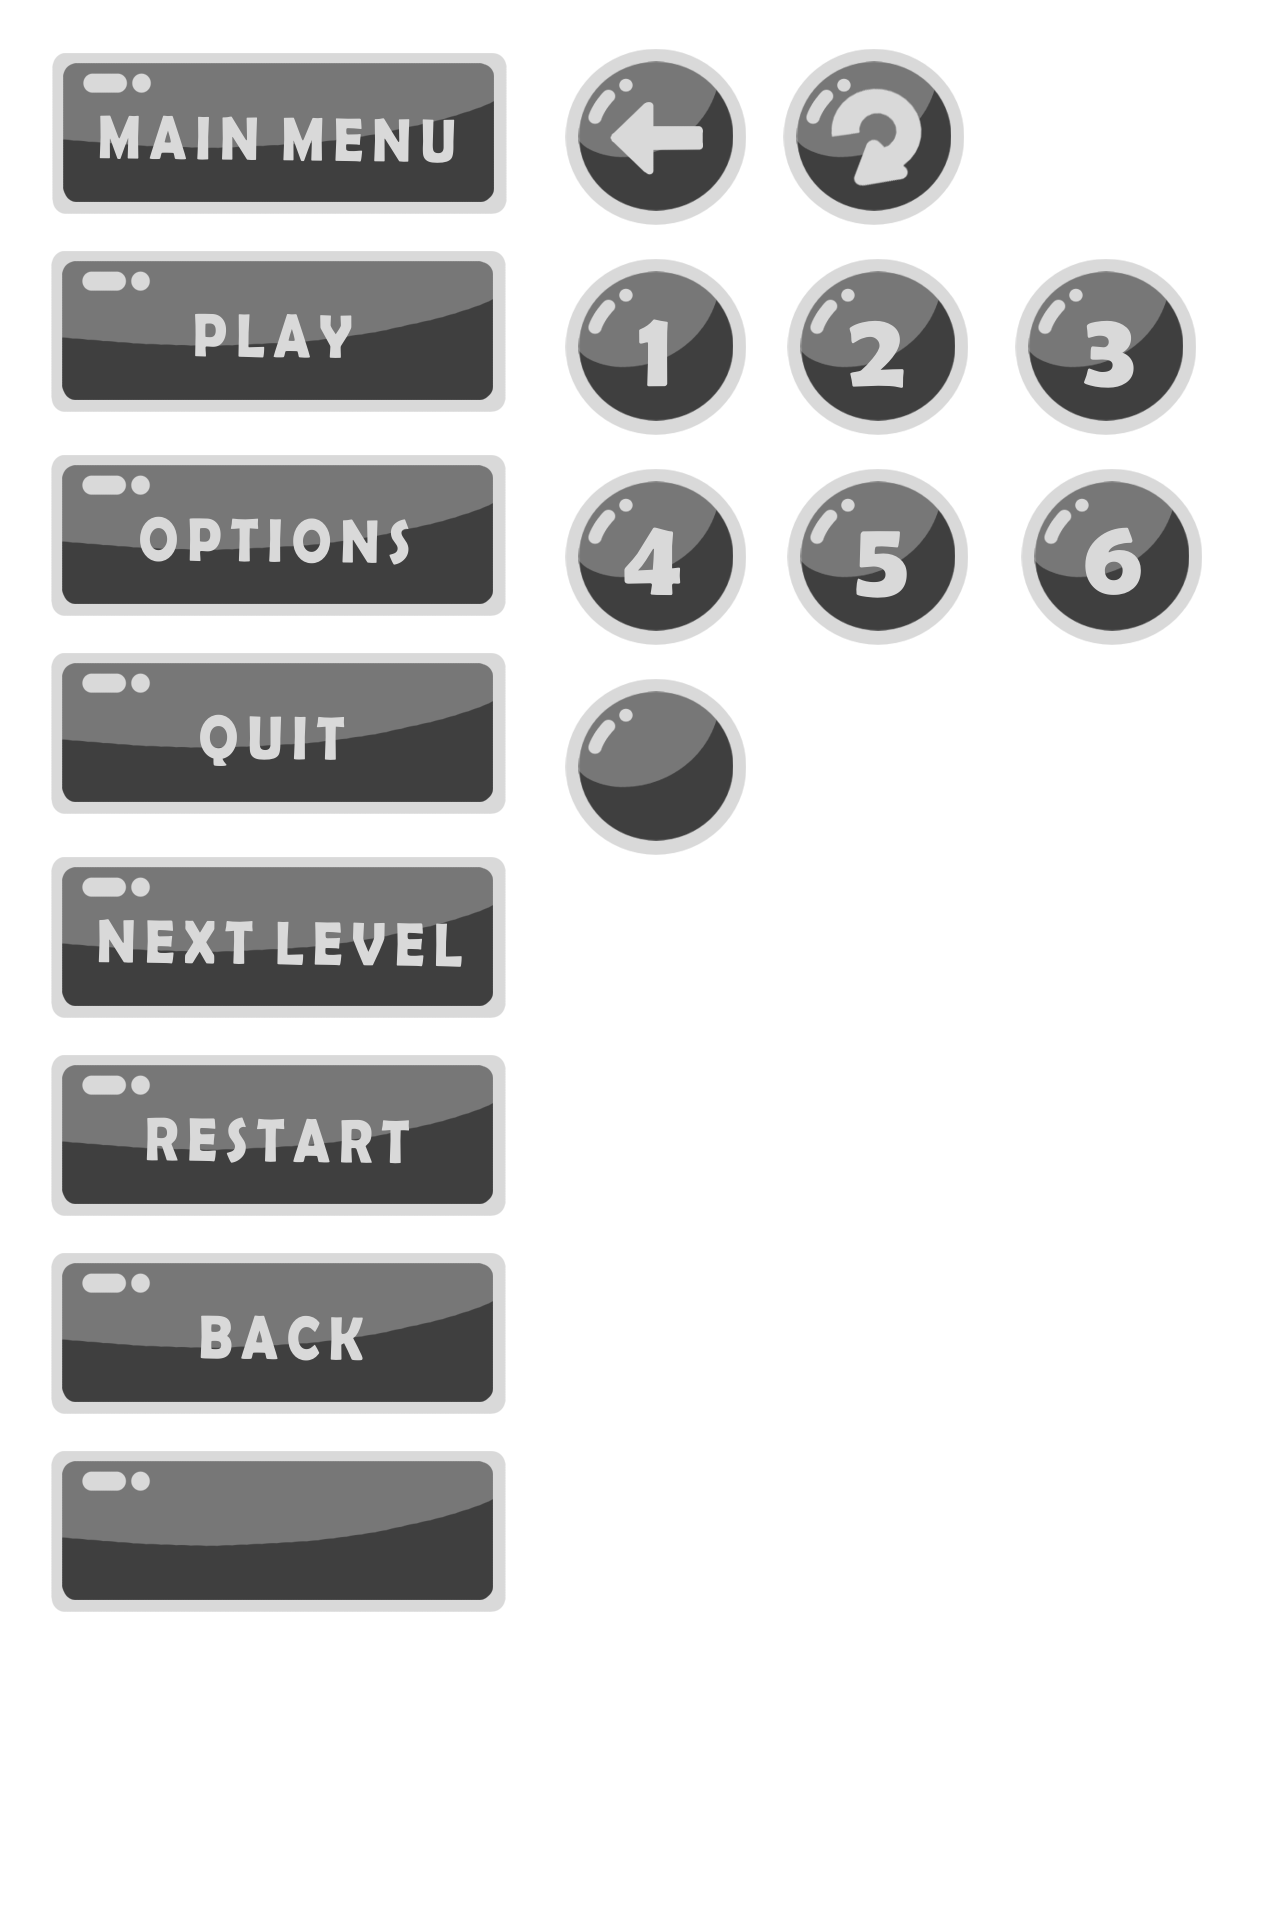 MAIN MENU
PLAY
OPTIONS
QUIT
NEXT LEVEL
RESTART
BACK
1 2 3
4 5 6